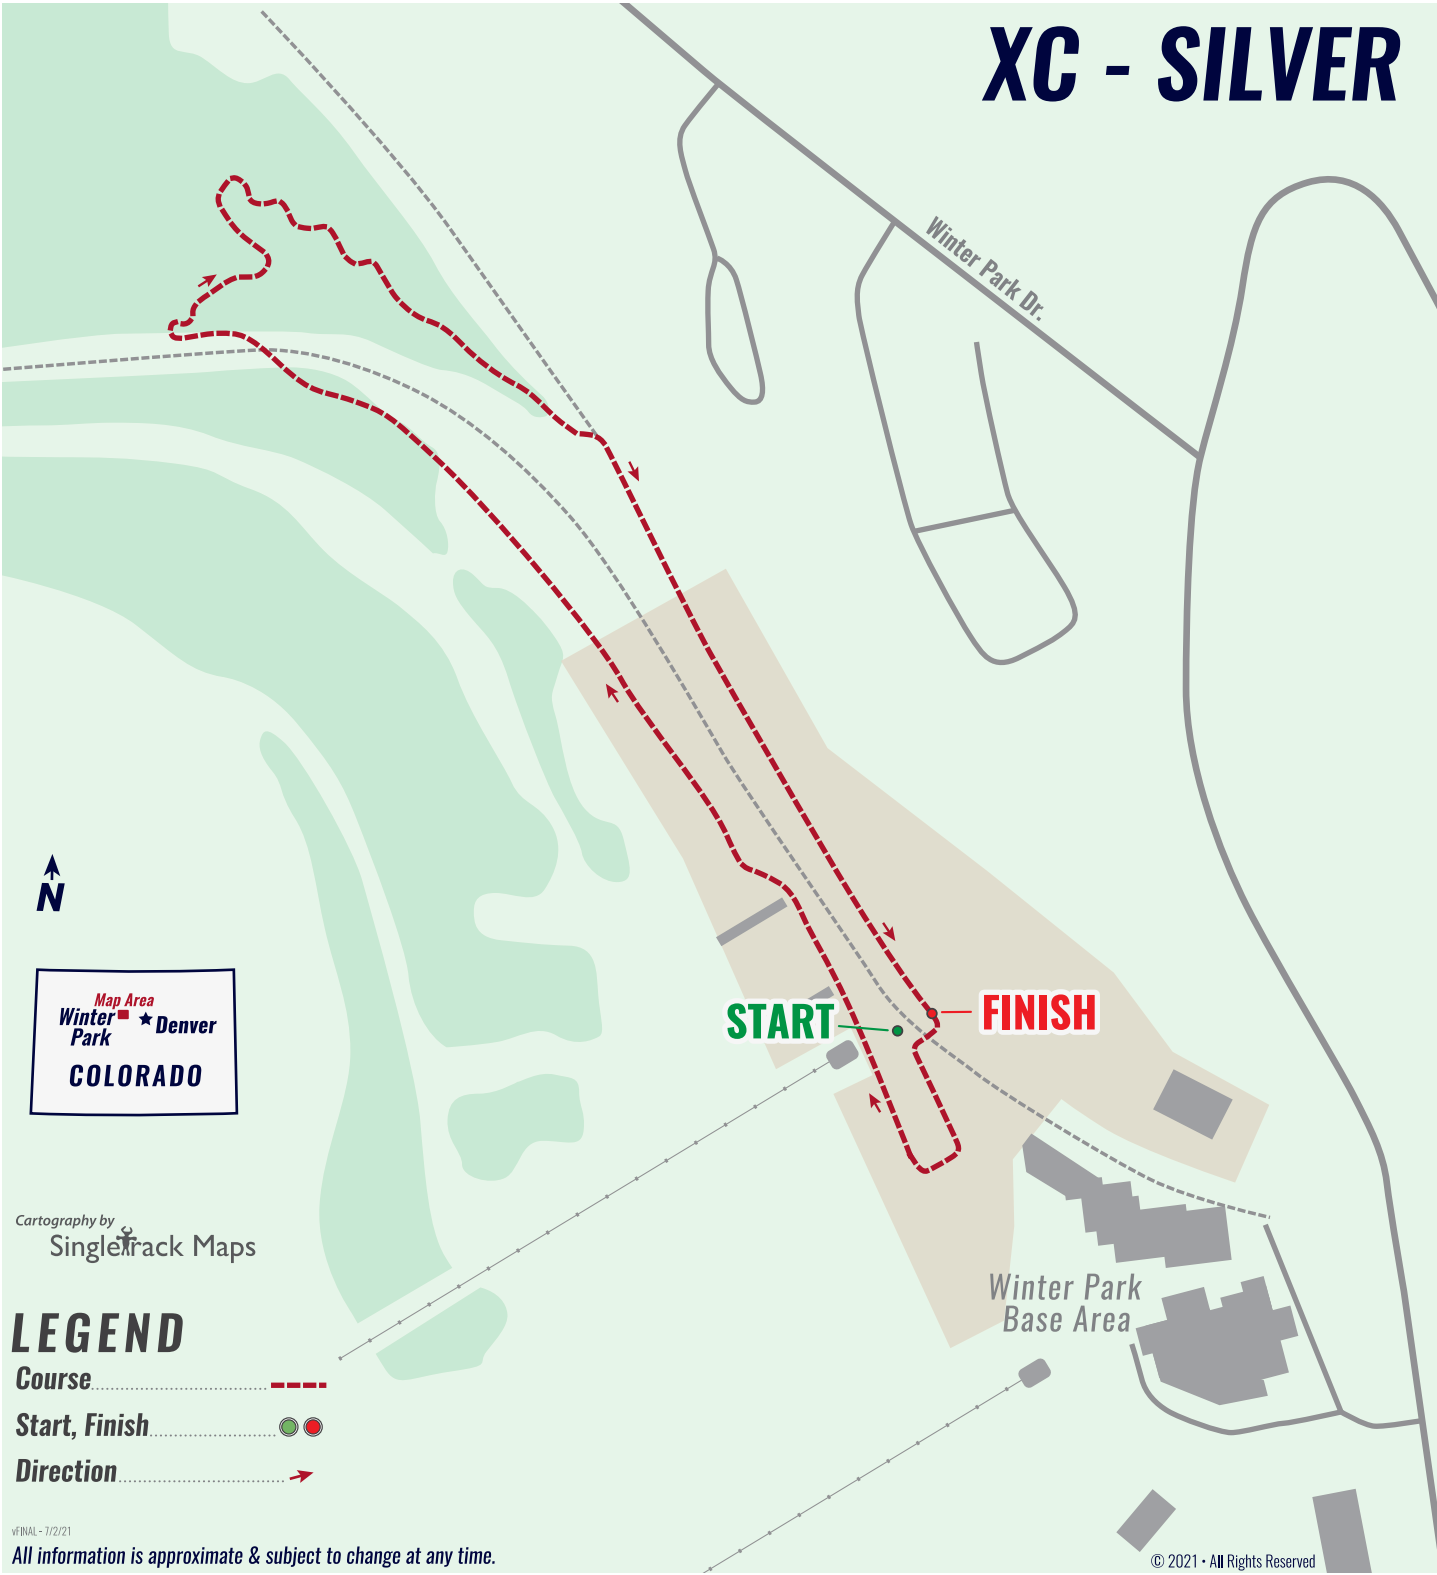 XC - SILVER
Winter Park Dr.
START
FINISH
N
Map Area
Winter
Park
Denver
COLORADO
Cartography by
SingleTrack Maps
Winter Park
Base Area
LEGEND
Course
Start, Finish
Direction
vFINAL - 7/2/21
All information is approximate & subject to change at any time.
© 2021 • All Rights Reserved